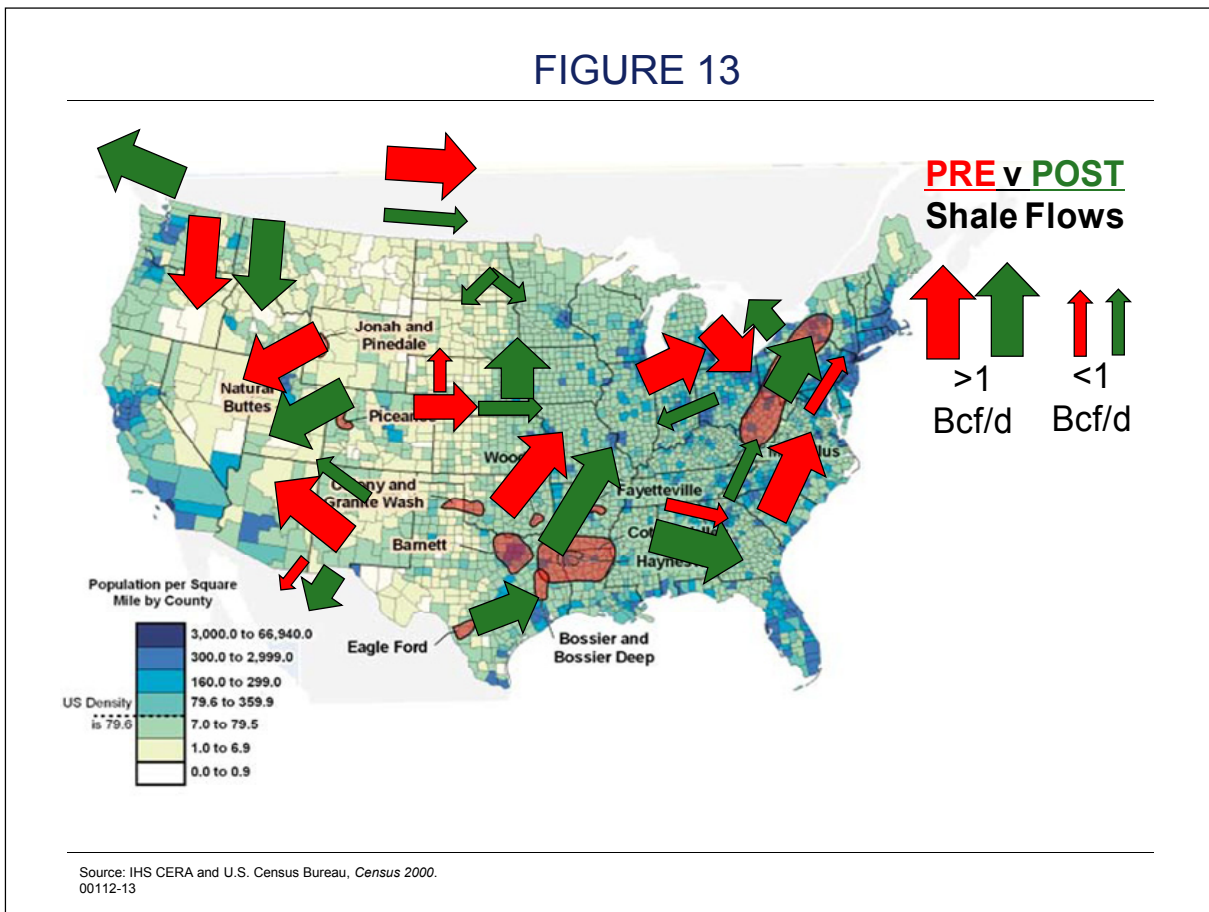 FIGURE 13
PRE v POST
Shale Flows
>1
Bcf/d
<1
Bcf/d
Jonah and
Pinedale
Natural
Buttes
Fayetteville
Granite Wash
and
Barnett
Eagle Ford
Bossier and
Bossier Deep
Population per Square
Mile by County
3,000.0 to 66,940.0
300.0 to 2,999.0
160.0 to 299.0
US Density
79.6 to 359.9
is 79.6
7.0 to 79.5
1.0 to 6.9
0.0 to 0.9
Source: IHS CERA and U.S. Census Bureau, Census 2000.
00112-13